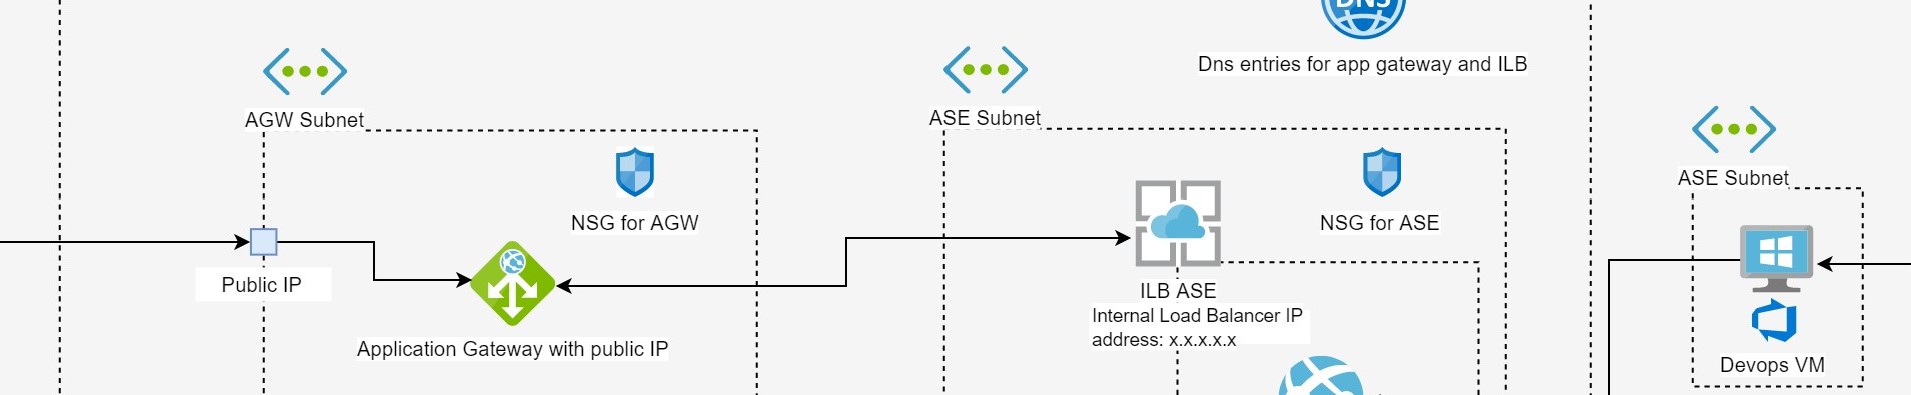 DNS
Dns entries for app gateway and ILB
AGW Subnet
ASE Subnet
ASE Subnet
NSG for AGW
NSG for ASE
Public IP
ILB ASE
Internal Load Balancer IP
address: x.x.x.x.x
Application Gateway with public IP
Devops VM